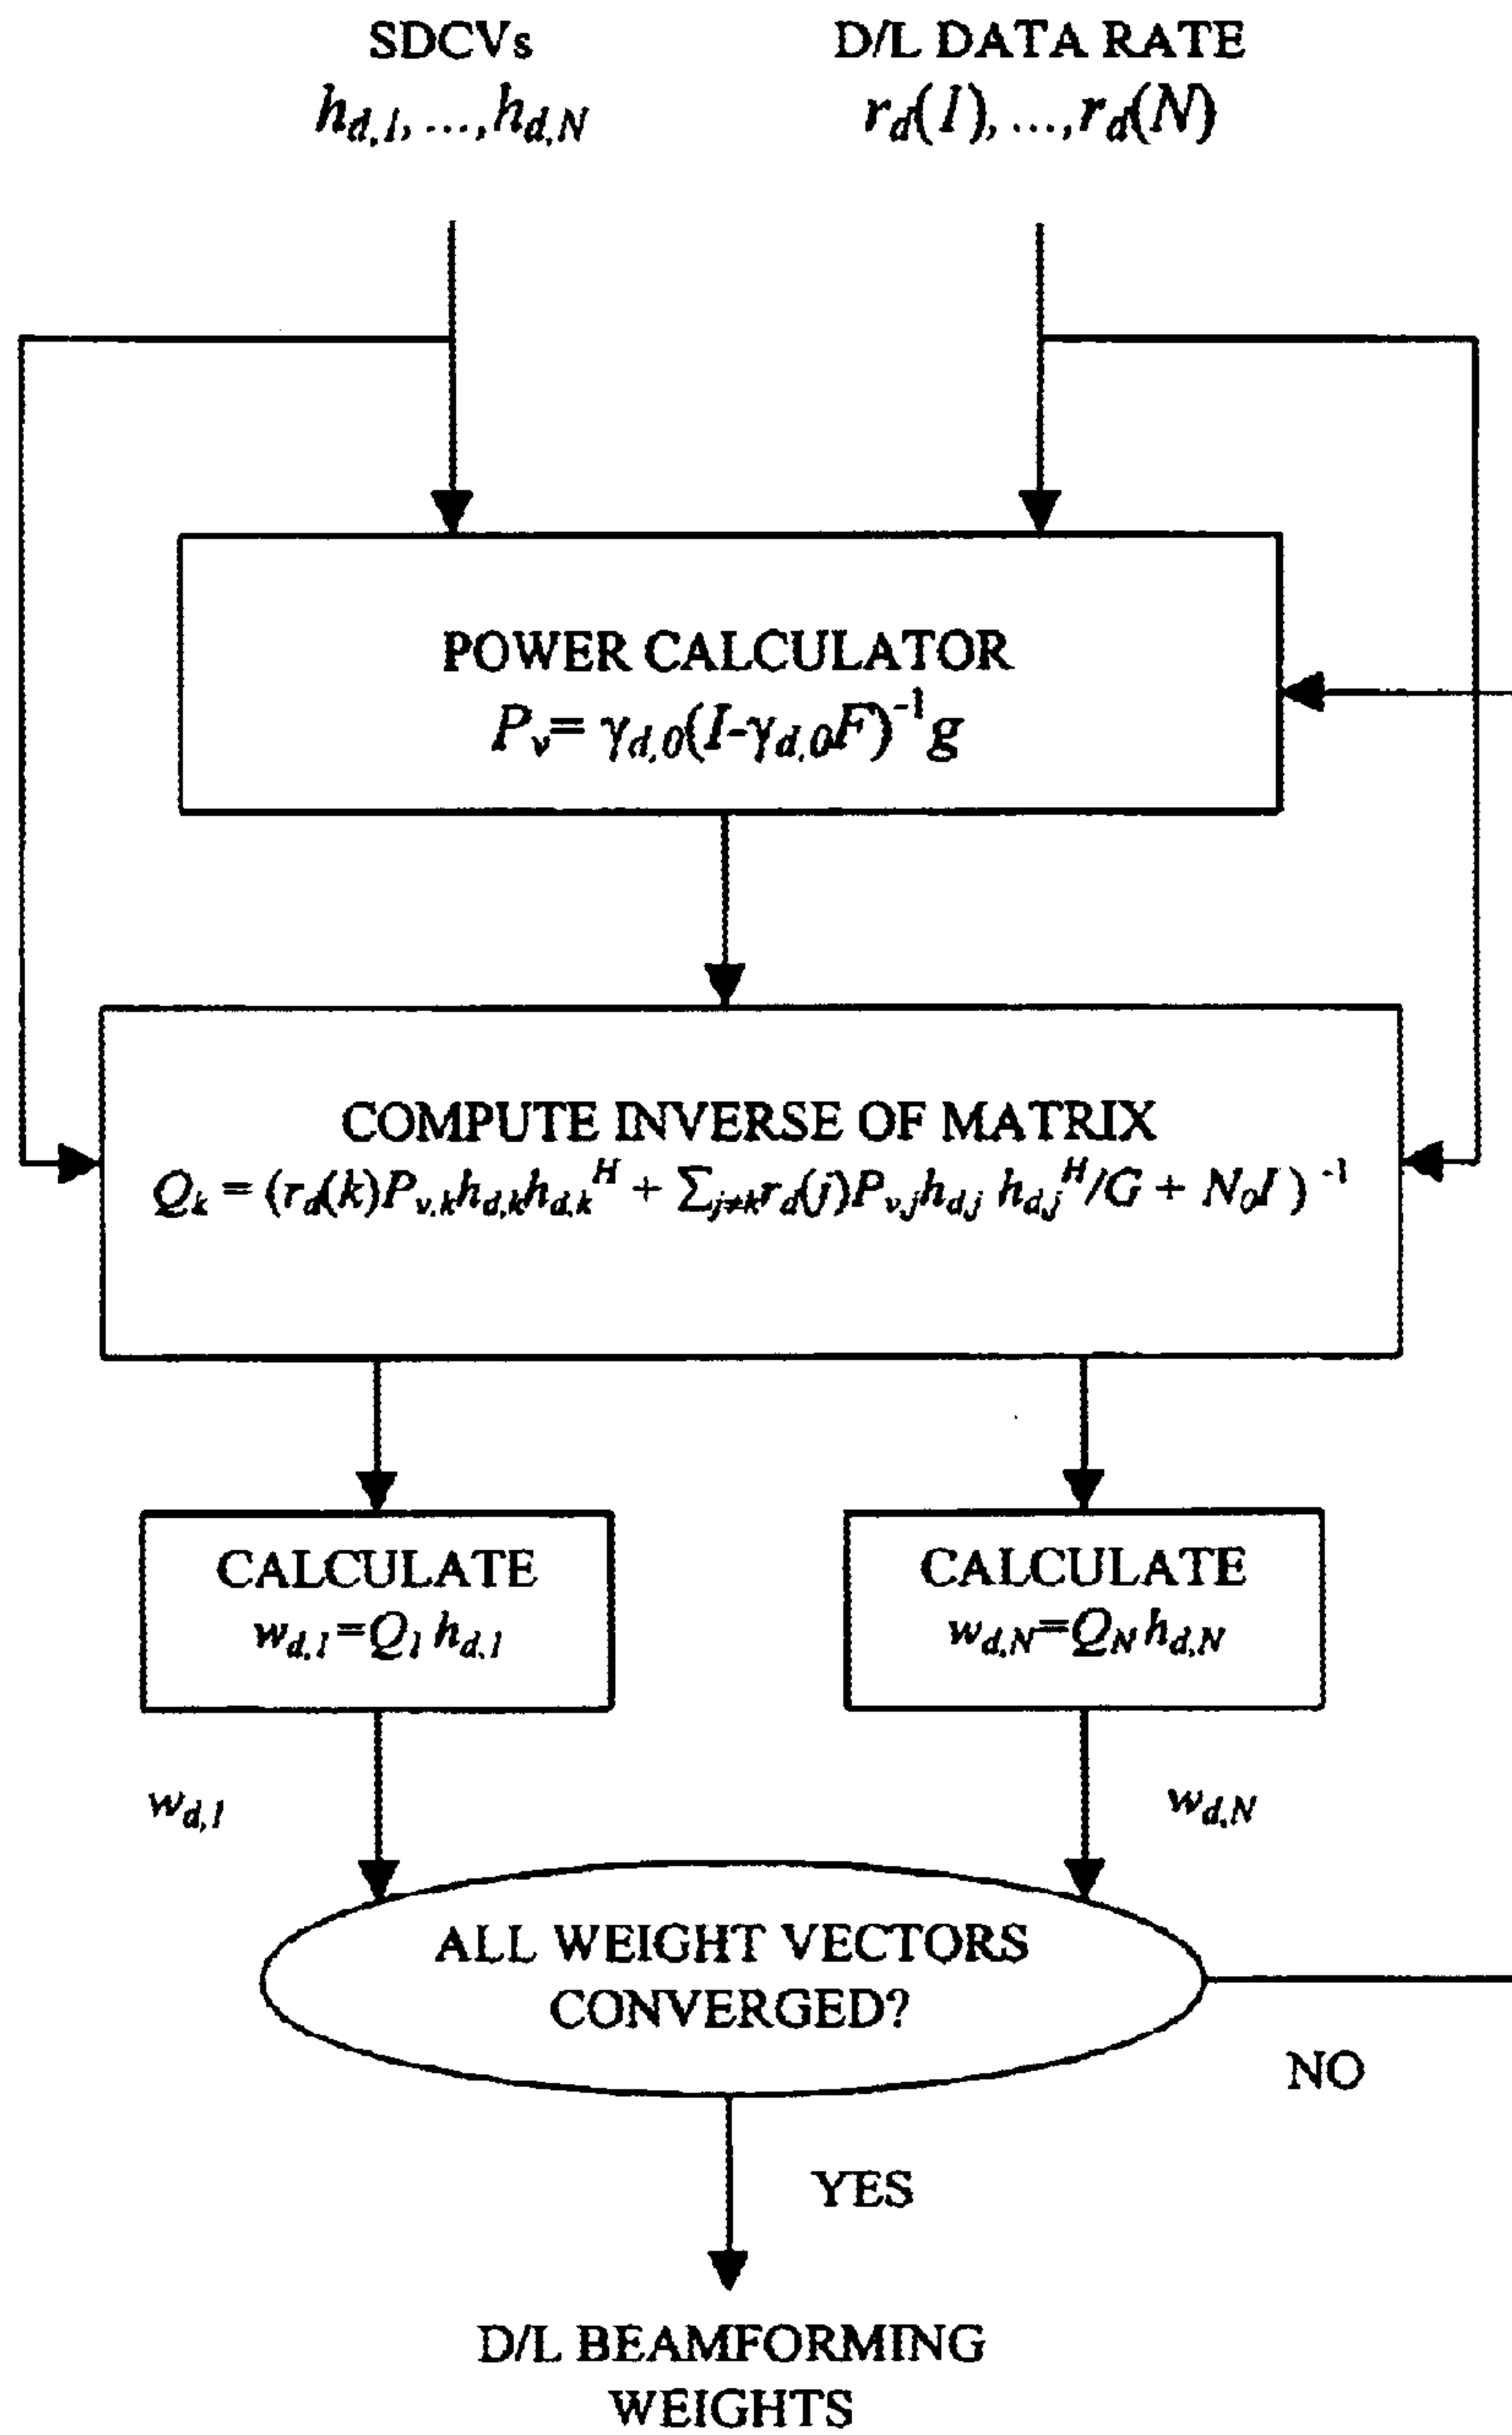 SDCVs
h_{d,1},...,h_{d,N}
D/L DATA RATE
r_d(1),...,r_d(N)
POWER CALCULATOR
P_v= γ_{d,0}(I-γ_{d,0}F)^{-1}g
COMPUTE INVERSE OF MATRIX
Q_k = (r_d(k)P_{v,k}h_{d,k}h_{d,k}^H + Σ_{j≠k}r_d(j)P_{v,j}h_{d,j} h_{d,j}^H/G + N_0I )^{-1}
CALCULATE
w_{d,1}=Q_1 h_{d,1}
CALCULATE
w_{d,N}=Q_N h_{d,N}
w_{d,1}
w_{d,N}
ALL WEIGHT VECTORS
CONVERGED?
NO
YES
D/L BEAMFORMING
WEIGHTS